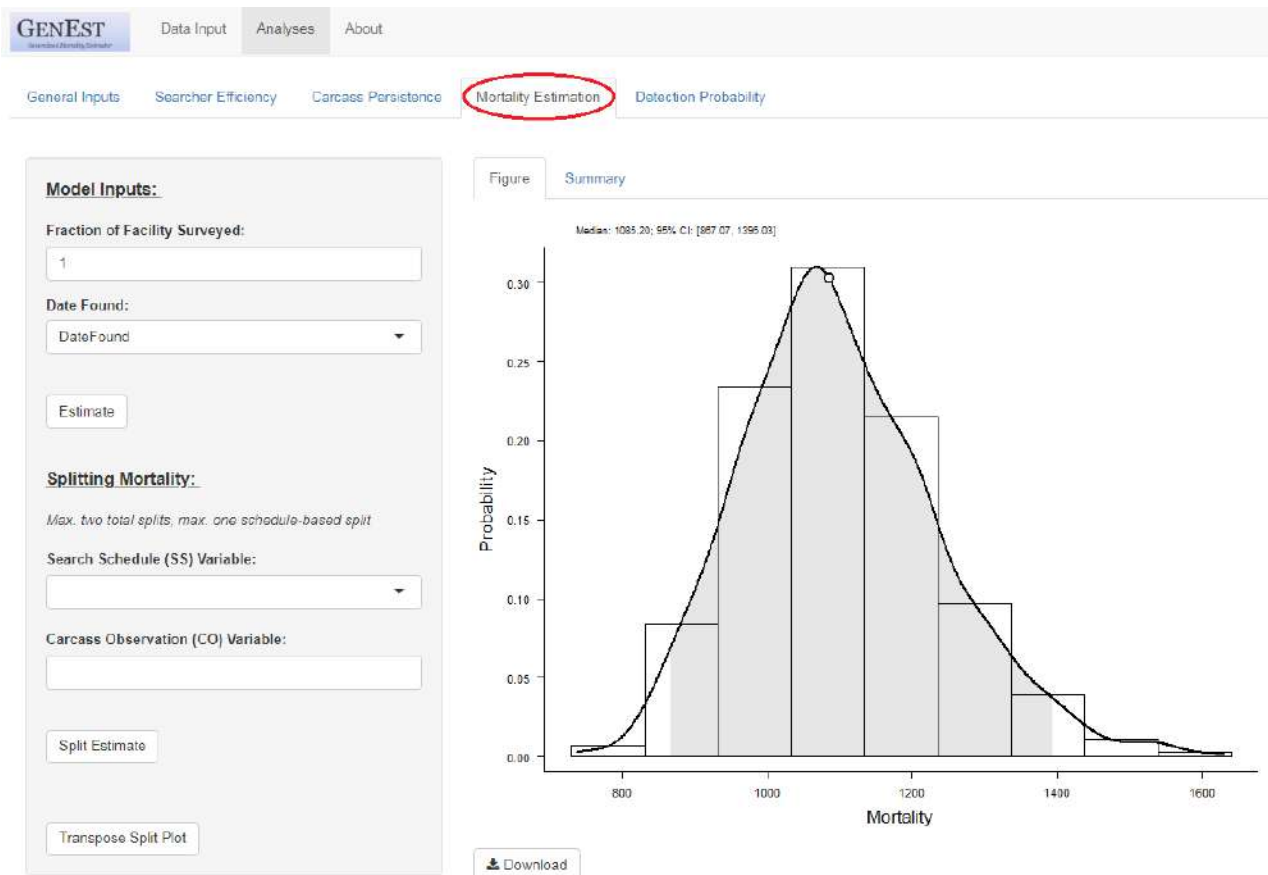 GENEST
Data Input
Analyses
About
General Inputs
Searcher Efficiency
Carcass Persistence
Mortality Estimation
Detection Probability
Model Inputs:
Fraction of Facility Surveyed:
1
Date Found:
DateFound
Estimate
Splitting Mortality:
Max. two total splits, max. one schedule-based split
Search Schedule (SS) Variable:
Carcass Observation (CO) Variable:
Split Estimate
Transpose Split Plot
Figure
Summary
Median: 1085.20; 95% CI: [867.07, 1396.03]
0.30
0.25
0.20
0.15
0.10
0.05
0.00
Probability
800
1000
1200
1400
1600
Mortality
Download